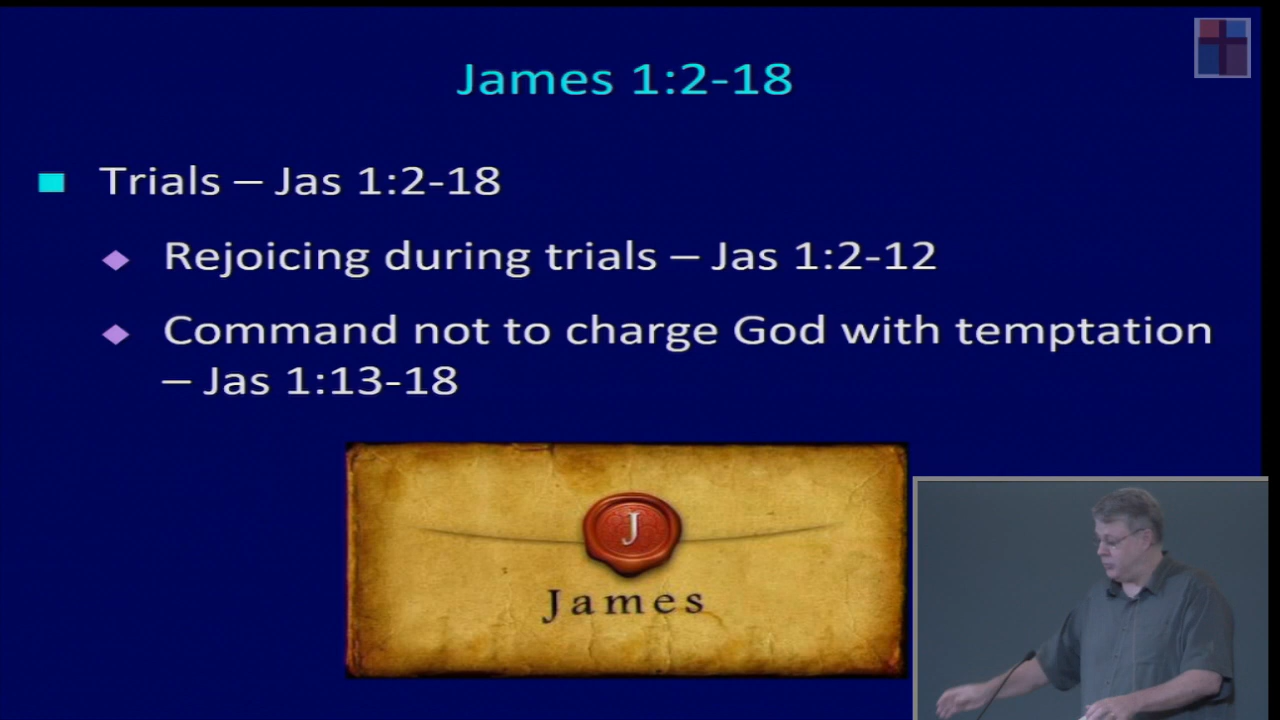 James 1:2-18
Trials – Jas 1:2-18
Rejoicing during trials – Jas 1:2-12
Command not to charge God with temptation
– Jas 1:13-18
J
James